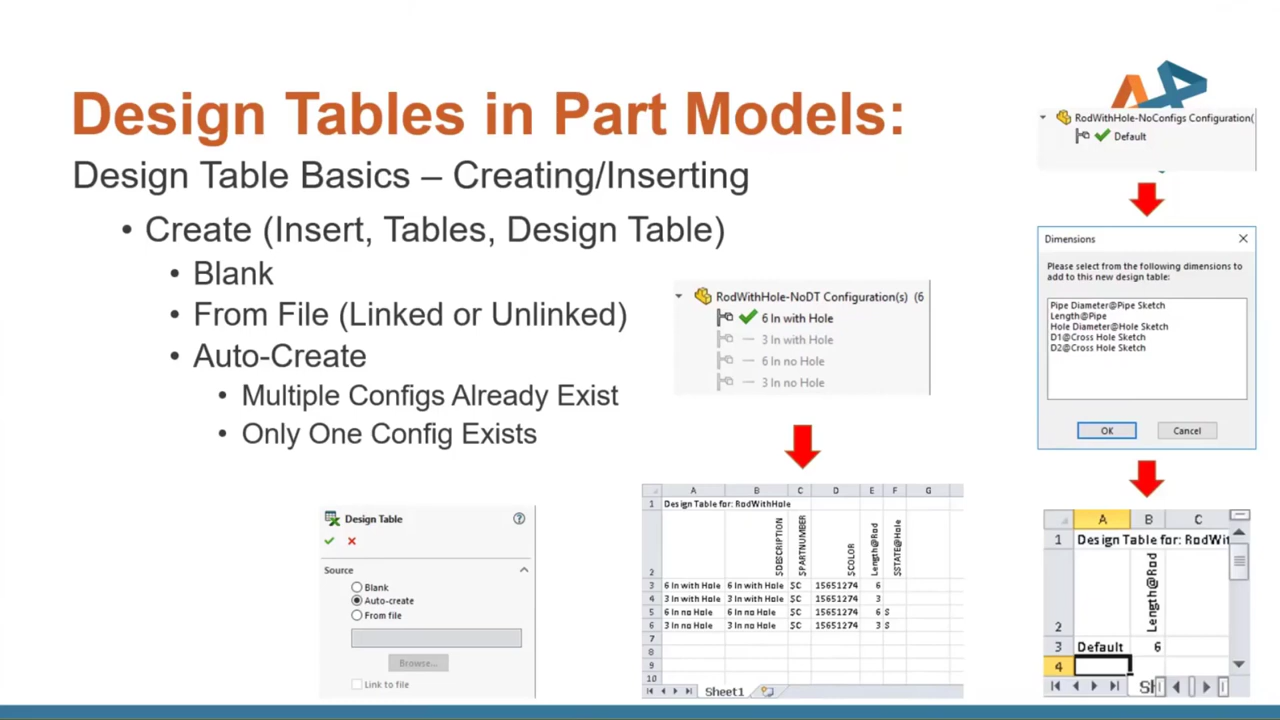 Design Tables in Part Models:
Design Table Basics – Creating/Inserting
• Create (Insert, Tables, Design Table)
• Blank
• From File (Linked or Unlinked)
• Auto-Create
• Multiple Configs Already Exist
• Only One Config Exists
Design Table
Source
Blank
Auto-create
From file
Browse...
Link to file
RodWithHole-NoDT Configuration(s) (6
6 In with Hole
3 In with Hole
6 In no Hole
3 In no Hole
A B C D E F G
1 Design Table for: RodWithHole
2 $DESCRIPTION $PARTNUMBER $COLOR Length@Rod $STATE@Hole
3 6 In with Hole 6 In with Hole $C 15651274 6
4 3 In with Hole 3 In with Hole $C 15651274 3
5 6 In no Hole 6 In no Hole $C 15651274 6 S
6 3 In no Hole 3 In no Hole $C 15651274 3 S
7
8
9
10
Sheet1
RodWithHole-NoConfigs Configuration(
Default
Dimensions
Please select from the following dimensions to
add to this new design table:
Pipe Diameter@Pipe Sketch
Length@Pipe
Hole Diameter@Hole Sketch
D1@Cross Hole Sketch
D2@Cross Hole Sketch
OK Cancel
A B C
1 Design Table for: RodWit
2 Length@Rod
3 Default 6
4
Sh